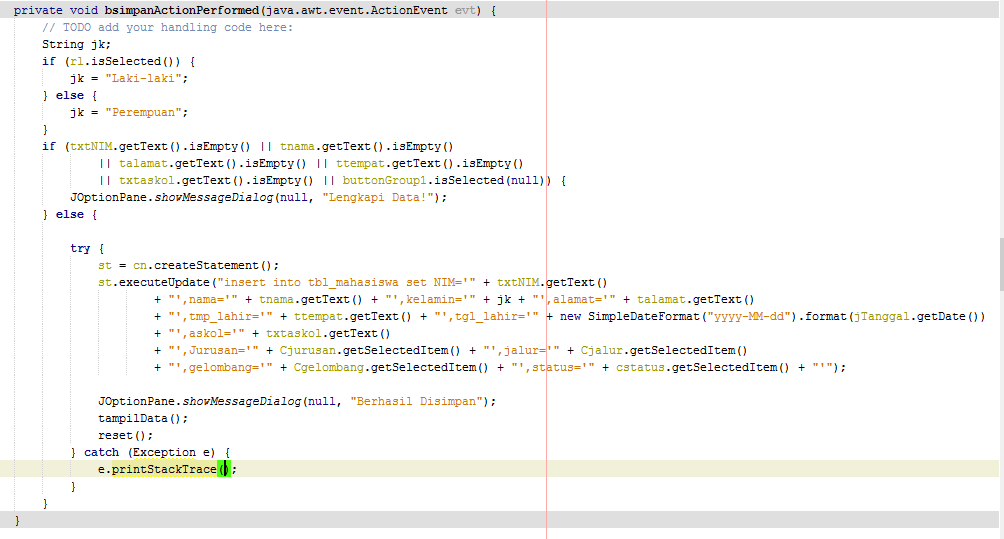 private void bsimpanActionPerformed(java.awt.event.ActionEvent evt) {
// TODO add your handling code here:
String jk;
if (rl.isSelected()) {
jk = "Laki-laki";
} else {
jk = "Perempuan";
}
if (txtNIM.getText().isEmpty() || tnama.getText().isEmpty()
|| talamat.getText().isEmpty() || ttempat.getText().isEmpty()
|| txtaskol.getText().isEmpty() || buttonGroup1.isSelected(null)) {
JOptionPane.showMessageDialog(null, "Lengkapi Data!");
} else {
try {
st = cn.createStatement();
st.executeUpdate("insert into tbl_mahasiswa set NIM='" + txtNIM.getText()
+ "',nama='" + tnama.getText() + "',kelamin='" + jk + "',alamat='" + talamat.getText()
+ "',tmp_lahir='" + ttempat.getText() + "',tgl_lahir='" + new SimpleDateFormat("yyyy-MM-dd").format(jTanggal.getDate())
+ "',askol='" + txtaskol.getText()
+ "',Jurusan='" + Cjurusan.getSelectedItem() + "',jalur='" + Cjalur.getSelectedItem()
+ "',gelombang='" + Cgelombang.getSelectedItem() + "',status='" + cstatus.getSelectedItem() + "'");
JOptionPane.showMessageDialog(null, "Berhasil Disimpan");
tampilData();
reset();
} catch (Exception e) {
e.printStackTrace();
}
}
}